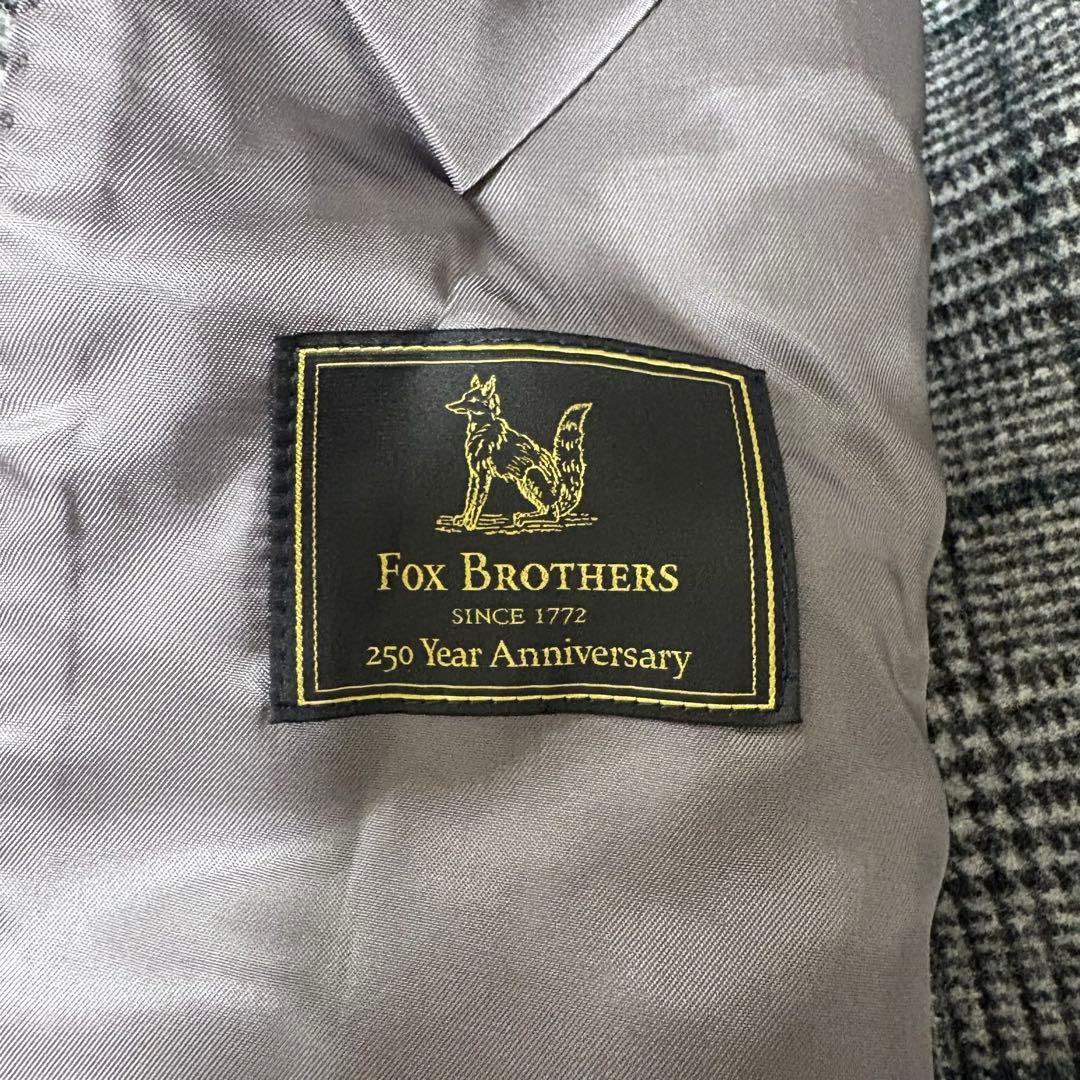 FOX BROTHERS
SINCE 1772
250 Year Anniversary